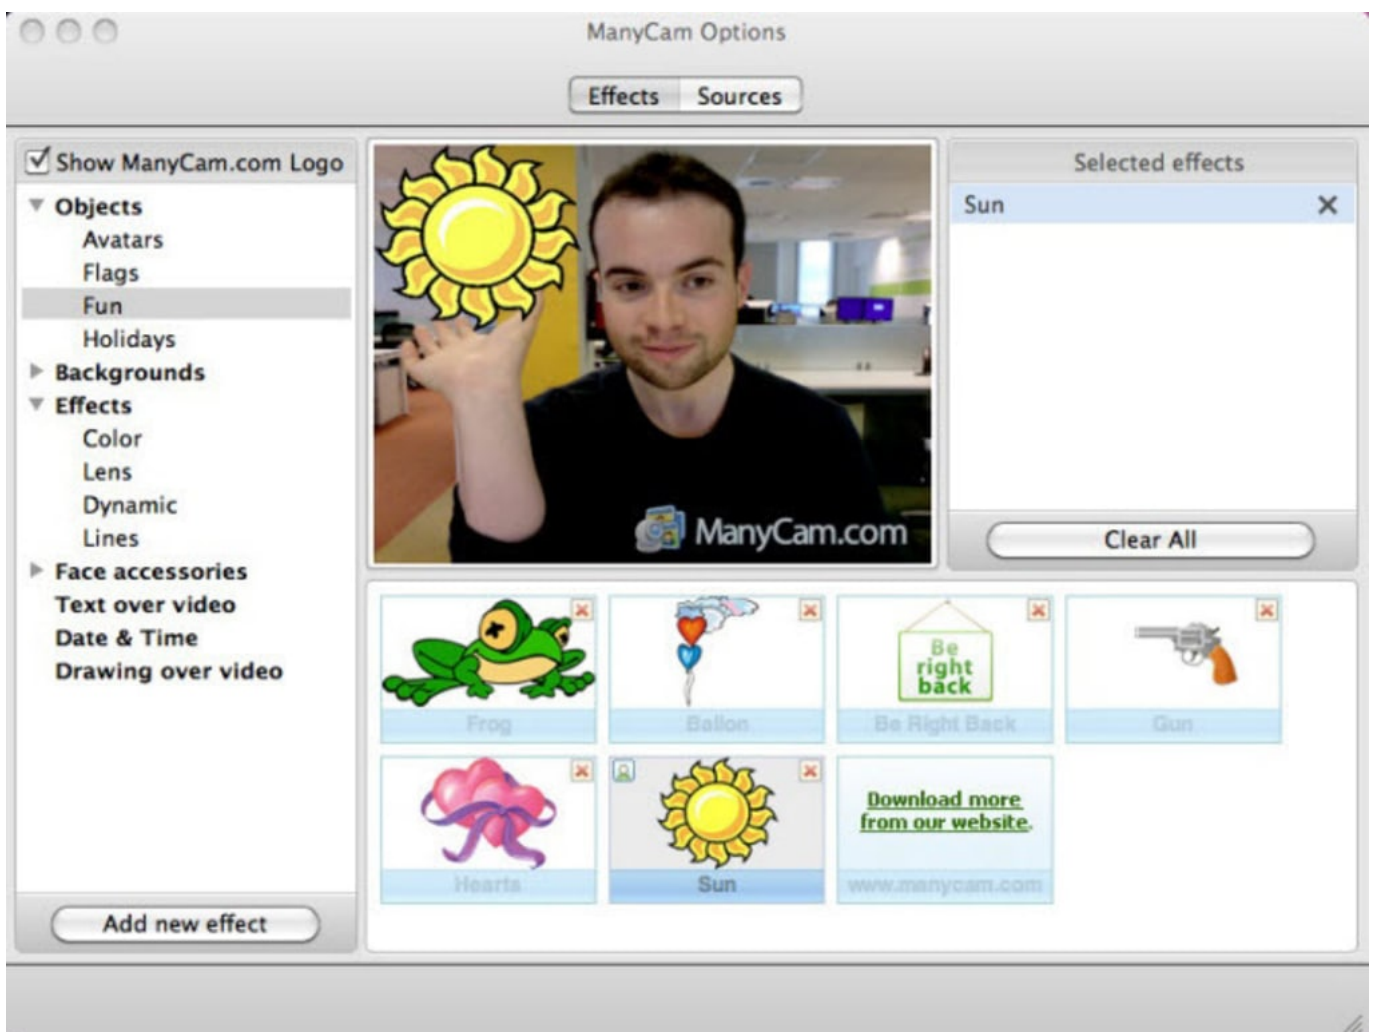 ManyCam Options
Effects Sources
Show ManyCam.com Logo
Objects
Avatars
Flags
Fun
Holidays
Backgrounds
Effects
Color
Lens
Dynamic
Lines
Face accessories
Text over video
Date & Time
Drawing over video
Add new effect
ManyCam.com
Selected effects
Sun
Clear All
Frog
Ballon
Be
right
back
Be Right Back
Gun
Hearts
Sun
Download more
from our website.
www.manycam.com